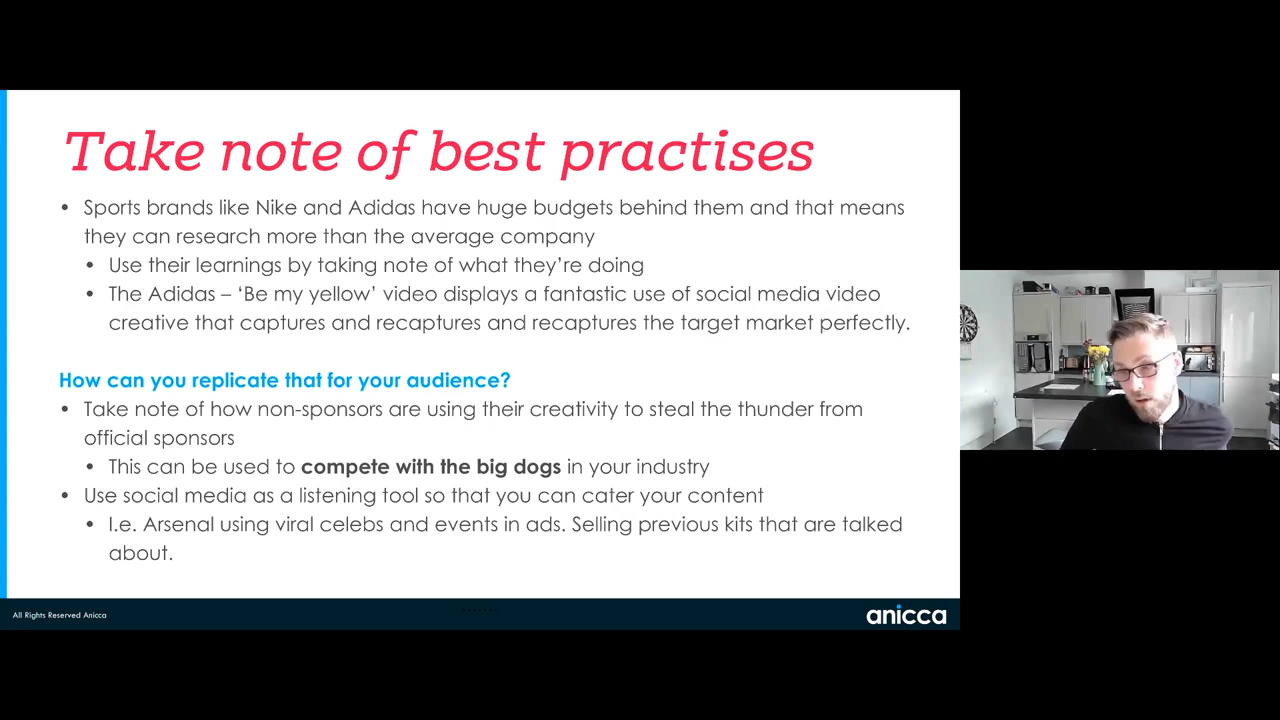 Take note of best practises
• Sports brands like Nike and Adidas have huge budgets behind them and that means
they can research more than the average company
• Use their learnings by taking note of what they’re doing
• The Adidas – ‘Be my yellow’ video displays a fantastic use of social media video
creative that captures and recaptures and recaptures the target market perfectly.
How can you replicate that for your audience?
• Take note of how non-sponsors are using their creativity to steal the thunder from
official sponsors
• This can be used to compete with the big dogs in your industry
• Use social media as a listening tool so that you can cater your content
• I.e. Arsenal using viral celebs and events in ads. Selling previous kits that are talked
about.
All Rights Reserved Anicca
anicca